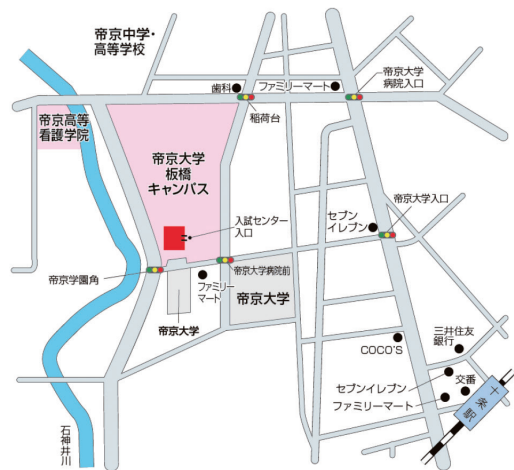 帝京中学・
高等学校
歯科
ファミリーマート
帝京大学
病院入口
稲荷台
帝京高等
看護学院
帝京大学
板橋
キャンパス
入試センター
入口
セブン
イレブン
帝京大学入口
帝京学園角
ファミリー
マート
帝京大学病院前
帝京大学
帝京大学
COCO'S
三井住友
銀行
セブンイレブン
交番
ファミリーマート
十条駅
石神井川